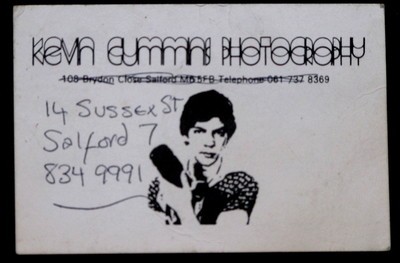 KEVIN CUMMINS PHOTOGRAPHY
108 Brydon Close Salford M5 5FB Telephone 061 737 8369
14 SUSSEX ST
Salford 7
834 9991